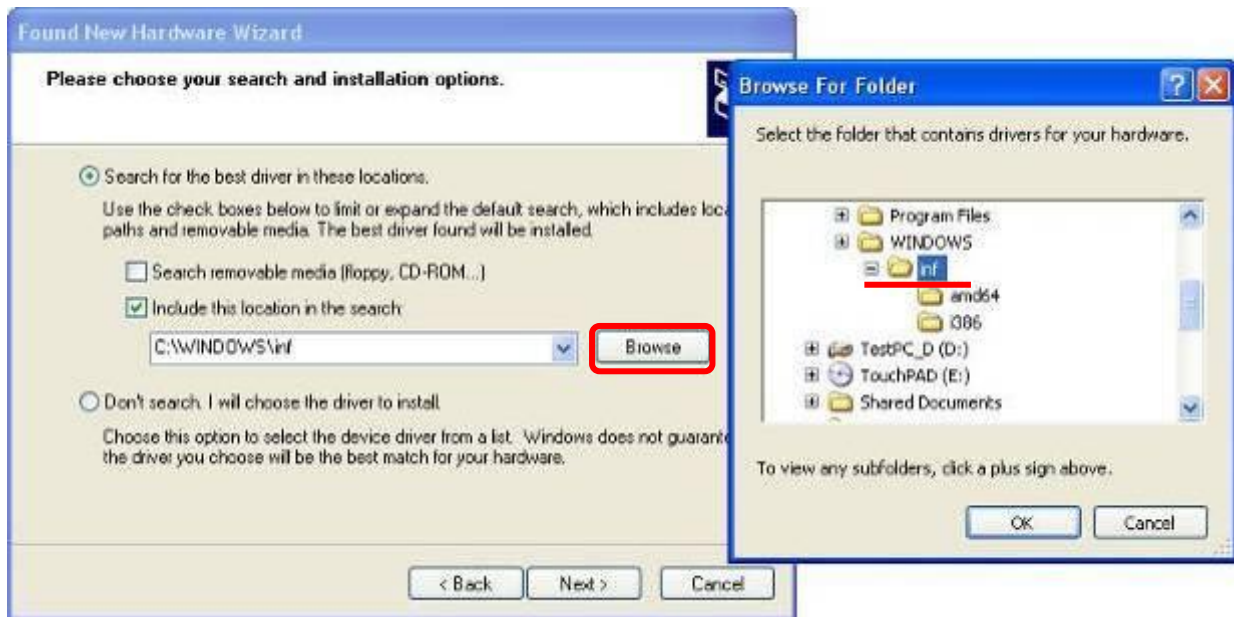 Found New Hardware Wizard
Please choose your search and installation options.
Search for the best driver in these locations.
Use the check boxes below to limit or expand the default search, which includes loca
paths and removable media. The best driver found will be installed.
Search removable media (floppy, CD-ROM...)
Include this location in the search:
C:\WINDOWS\inf
Browse
Don't search. I will choose the driver to install.
Choose this option to select the device driver from a list. Windows does not guarante
the driver you choose will be the best match for your hardware.
< Back
Next >
Cancel
Browse For Folder
Select the folder that contains drivers for your hardware.
Program Files
WINDOWS
inf
amd64
i386
TestPC_D (D:)
TouchPAD (E:)
Shared Documents
To view any subfolders, click a plus sign above.
OK
Cancel